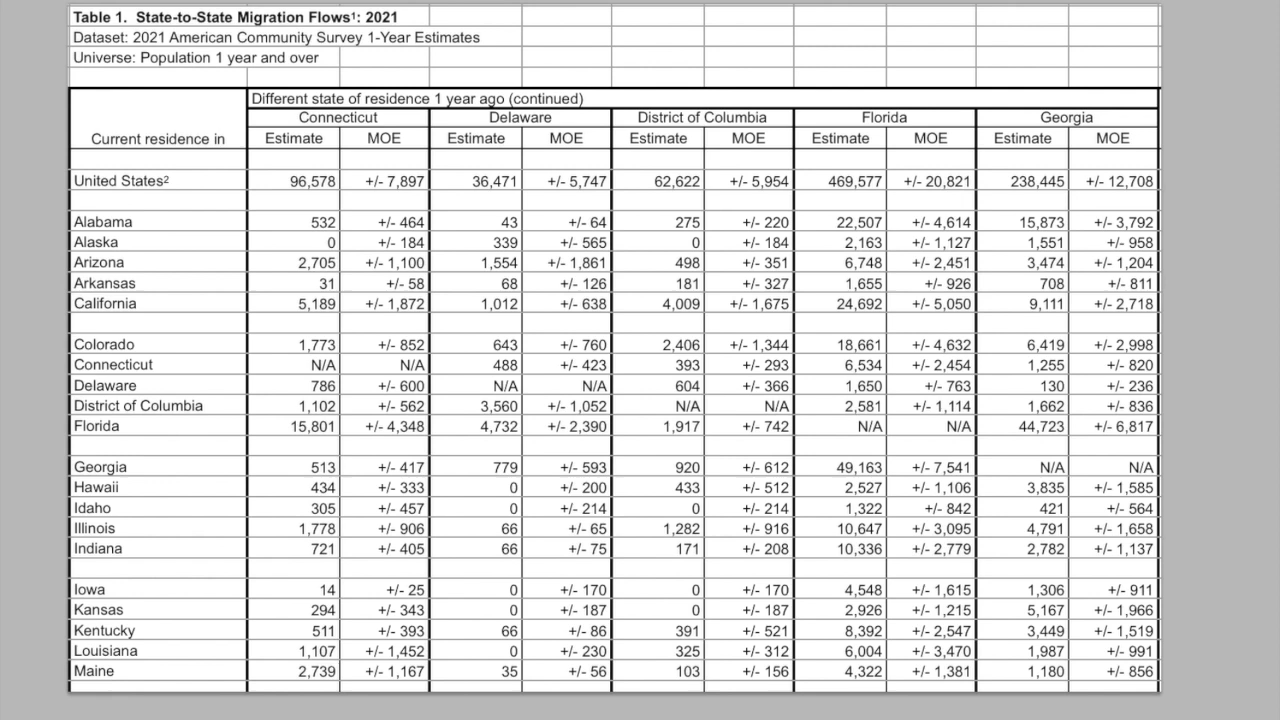 Table 1. State-to-State Migration Flows¹: 2021
Dataset: 2021 American Community Survey 1-Year Estimates
Universe: Population 1 year and over
Different state of residence 1 year ago (continued)
Connecticut Delaware District of Columbia Florida Georgia
Current residence in Estimate MOE Estimate MOE Estimate MOE Estimate MOE Estimate MOE
United States² 96,578 +/- 7,897 36,471 +/- 5,747 62,622 +/- 5,954 469,577 +/- 20,821 238,445 +/- 12,708
Alabama 532 +/- 464 43 +/- 64 275 +/- 220 22,507 +/- 4,614 15,873 +/- 3,792
Alaska 0 +/- 184 339 +/- 565 0 +/- 184 2,163 +/- 1,127 1,551 +/- 958
Arizona 2,705 +/- 1,100 1,554 +/- 1,861 498 +/- 351 6,748 +/- 2,451 3,474 +/- 1,204
Arkansas 31 +/- 58 68 +/- 126 181 +/- 327 1,655 +/- 926 708 +/- 811
California 5,189 +/- 1,872 1,012 +/- 638 4,009 +/- 1,675 24,692 +/- 5,050 9,111 +/- 2,718
Colorado 1,773 +/- 852 643 +/- 760 2,406 +/- 1,344 18,661 +/- 4,632 6,419 +/- 2,998
Connecticut N/A N/A 488 +/- 423 393 +/- 293 6,534 +/- 2,454 1,255 +/- 820
Delaware 786 +/- 600 N/A N/A 604 +/- 366 1,650 +/- 763 130 +/- 236
District of Columbia 1,102 +/- 562 3,560 +/- 1,052 N/A N/A 2,581 +/- 1,114 1,662 +/- 836
Florida 15,801 +/- 4,348 4,732 +/- 2,390 1,917 +/- 742 N/A N/A 44,723 +/- 6,817
Georgia 513 +/- 417 779 +/- 593 920 +/- 612 49,163 +/- 7,541 N/A N/A
Hawaii 434 +/- 333 0 +/- 200 433 +/- 512 2,527 +/- 1,106 3,835 +/- 1,585
Idaho 305 +/- 457 0 +/- 214 0 +/- 214 1,322 +/- 842 421 +/- 564
Illinois 1,778 +/- 906 66 +/- 65 1,282 +/- 916 10,647 +/- 3,095 4,791 +/- 1,658
Indiana 721 +/- 405 66 +/- 75 171 +/- 208 10,336 +/- 2,779 2,782 +/- 1,137
Iowa 14 +/- 25 0 +/- 170 0 +/- 170 4,548 +/- 1,615 1,306 +/- 911
Kansas 294 +/- 343 0 +/- 187 0 +/- 187 2,926 +/- 1,215 5,167 +/- 1,966
Kentucky 511 +/- 393 66 +/- 86 391 +/- 521 8,392 +/- 2,547 3,449 +/- 1,519
Louisiana 1,107 +/- 1,452 0 +/- 230 325 +/- 312 6,004 +/- 3,470 1,987 +/- 991
Maine 2,739 +/- 1,167 35 +/- 56 103 +/- 156 4,322 +/- 1,381 1,180 +/- 856